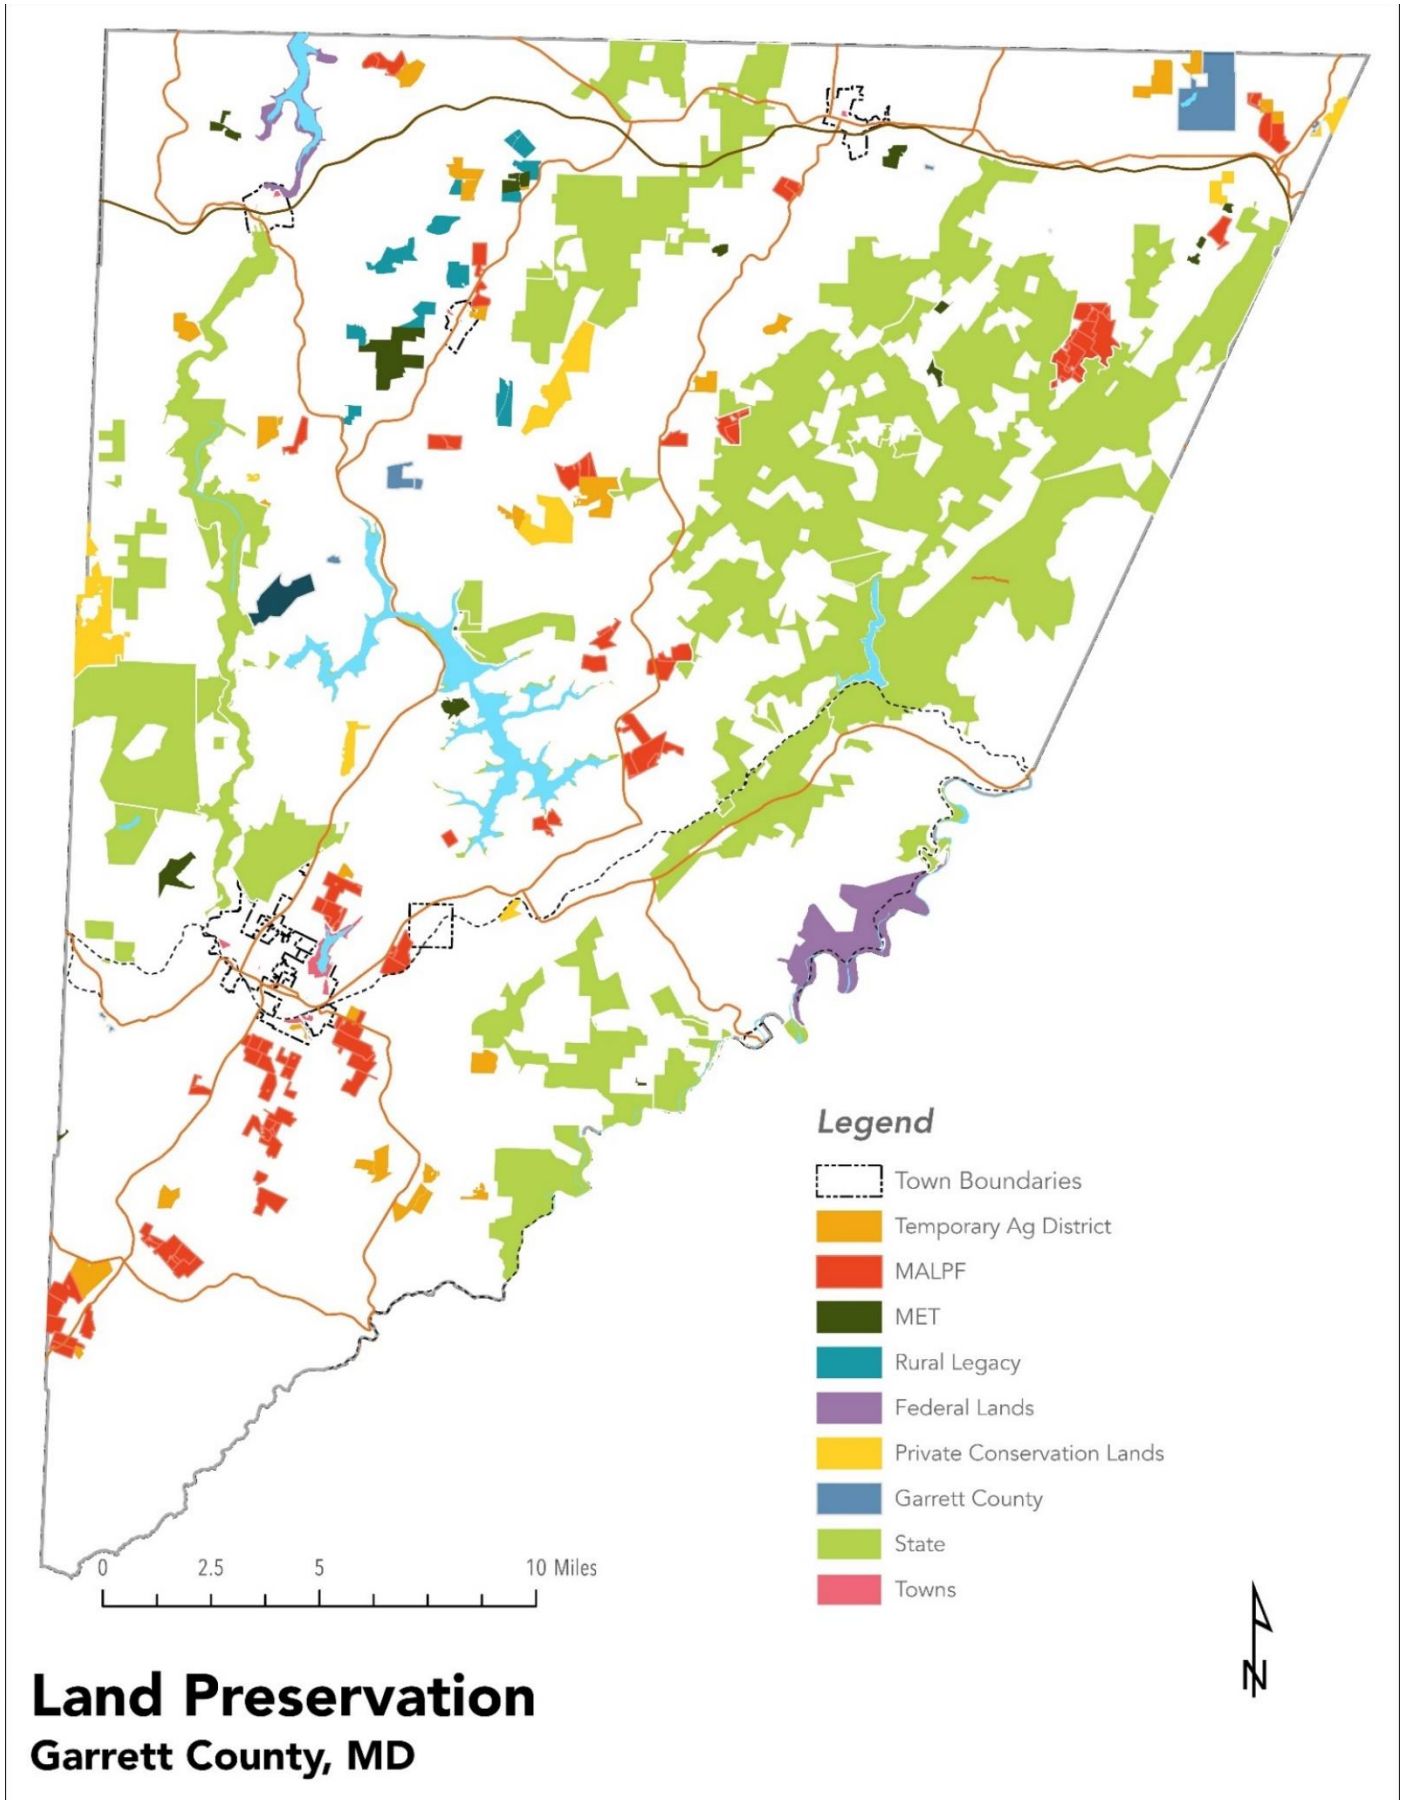 Legend
Town Boundaries
Temporary Ag District
MALPF
MET
Rural Legacy
Federal Lands
Private Conservation Lands
Garrett County
State
Towns
0 2.5 5 10 Miles
N
Land Preservation
Garrett County, MD